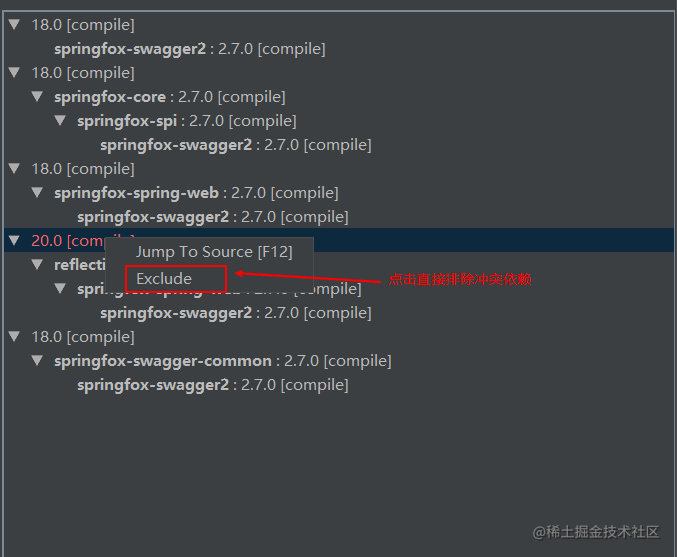 18.0 [compile]
springfox-swagger2 : 2.7.0 [compile]
18.0 [compile]
springfox-core : 2.7.0 [compile]
springfox-spi : 2.7.0 [compile]
springfox-swagger2 : 2.7.0 [compile]
18.0 [compile]
springfox-spring-web : 2.7.0 [compile]
springfox-swagger2 : 2.7.0 [compile]
20.0 [comp
Jump To Source [F12]
reflecti
Exclude
点击直接排除冲突依赖
springfox-swagger2 : 2.7.0 [compile]
18.0 [compile]
springfox-swagger-common : 2.7.0 [compile]
springfox-swagger2 : 2.7.0 [compile]
@稀土掘金技术社区